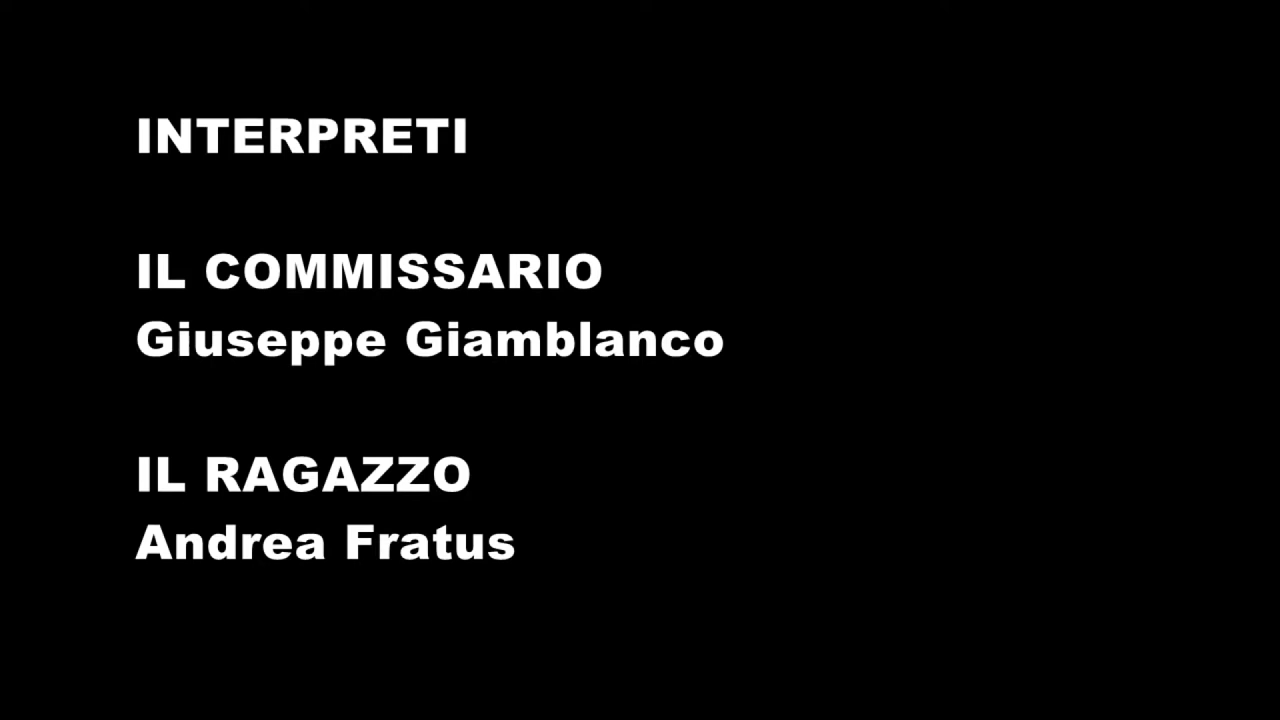 INTERPRETI
IL COMMISSARIO
Giuseppe Giamblanco
IL RAGAZZO
Andrea Fratus